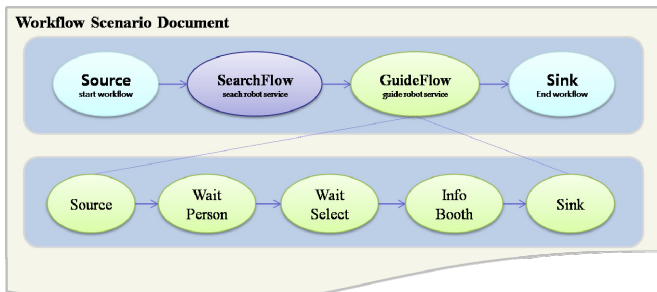 Workflow Scenario Document
Source
start workflow
SearchFlow
seach robot service
GuideFlow
guide robot service
Sink
End workflow
Source
Wait
Person
Wait
Select
Info
Booth
Sink